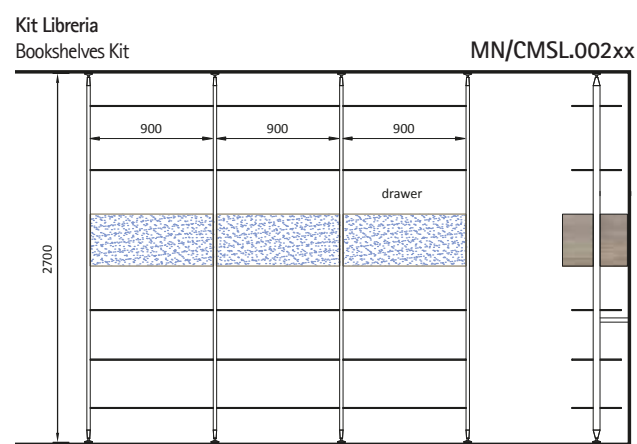 Kit Libreria
Bookshelves Kit
MN/CMSL.002xx
900
900
900
drawer
2700